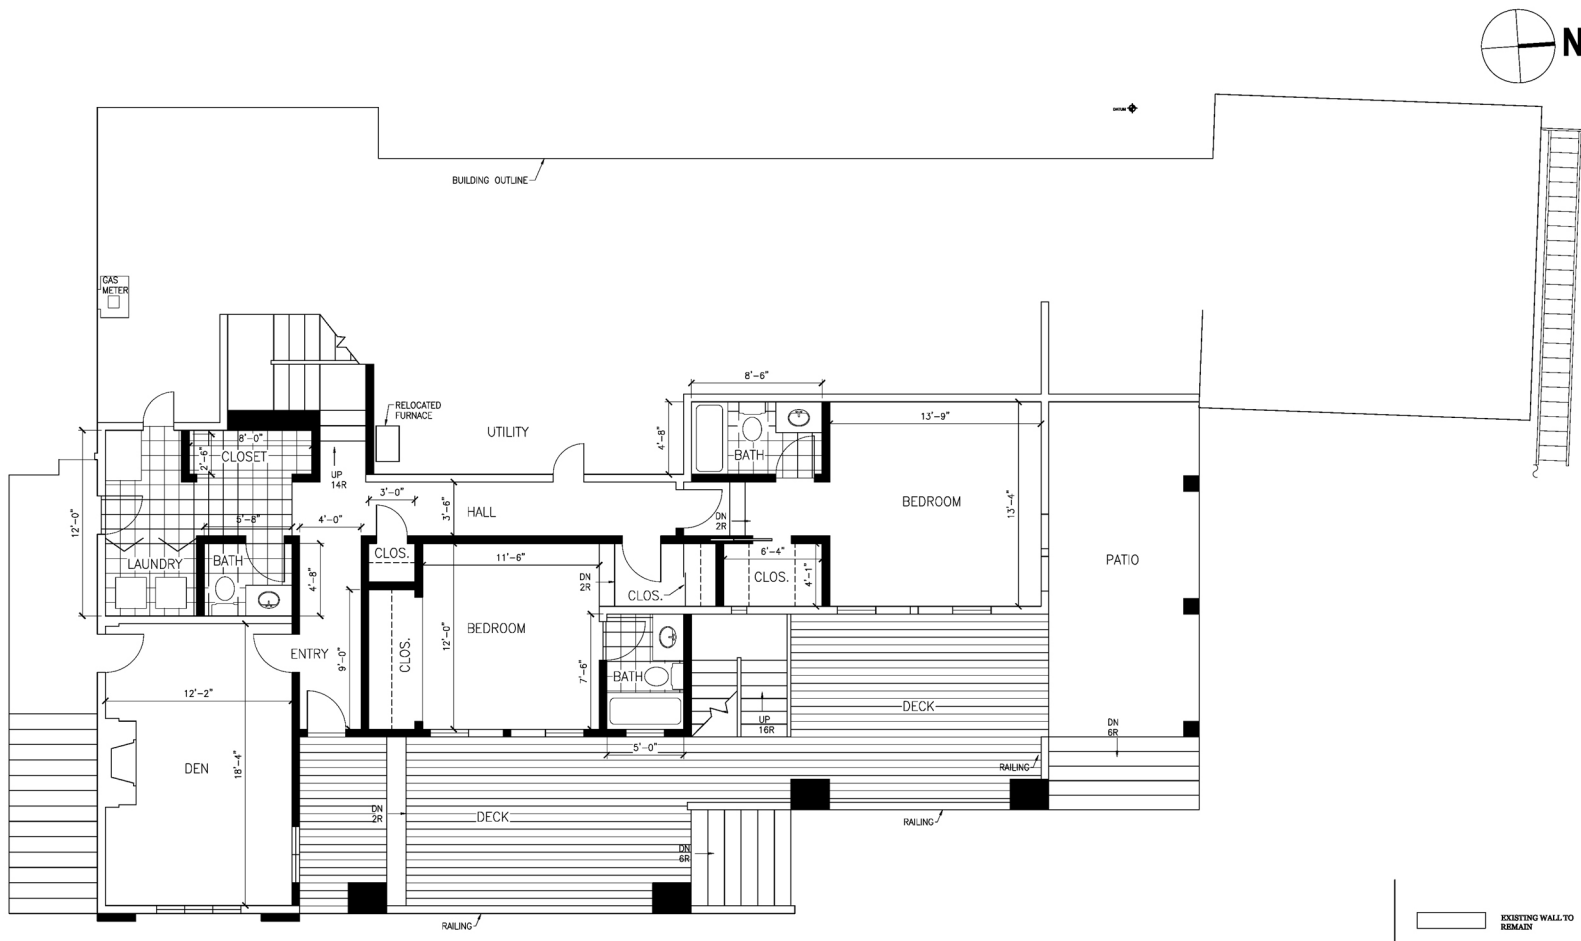 N
DATUM
BUILDING OUTLINE
GAS
METER
RELOCATED
FURNACE
8'-6"
13'-9"
UTILITY
4'-8"
BATH
8'-0"
2'-6"
CLOSET
UP
14R
BEDROOM
13'-4"
3'-0"
3'-6"
HALL
DN
2R
12'-0"
5'-8"
4'-0"
CLOS.
11'-6"
6'-4"
LAUNDRY
BATH
4'-8"
DN
2R
CLOS.
CLOS.
4'-1"
PATIO
BEDROOM
12'-0"
ENTRY
9'-0"
CLOS.
7'-6"
BATH
12'-2"
DECK
UP
16R
DN
6R
5'-0"
RAILING
DEN
18'-4"
DN
2R
DECK
RAILING
DN
6R
RAILING
EXISTING WALL TO
REMAIN